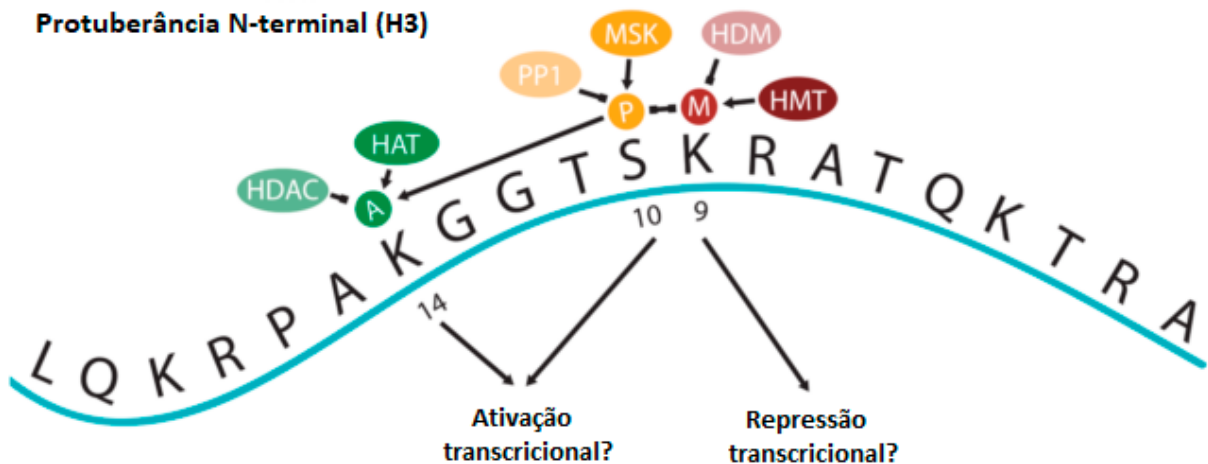 Protuberância N-terminal (H3)
MSK
HDM
PP1
HMT
P
M
HAT
HDAC
A
L Q K R P A K G G T S K R A T Q K T R A
10
9
14
Ativação
transcricional?
Repressão
transcricional?